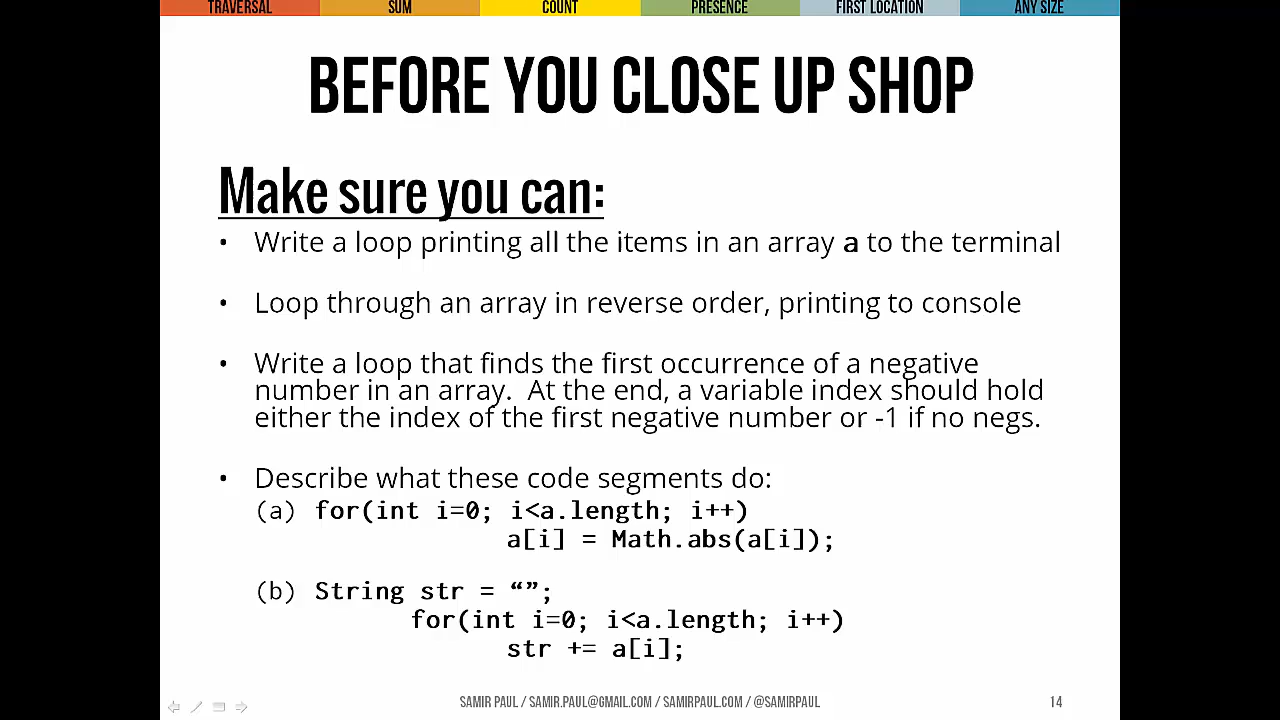 TRAVERSAL SUM COUNT PRESENCE FIRST LOCATION ANY SIZE
BEFORE YOU CLOSE UP SHOP
Make sure you can:
• Write a loop printing all the items in an array a to the terminal
• Loop through an array in reverse order, printing to console
• Write a loop that finds the first occurrence of a negative
number in an array.  At the end, a variable index should hold
either the index of the first negative number or -1 if no negs.
• Describe what these code segments do:
(a) for(int i=0; i<a.length; i++)
a[i] = Math.abs(a[i]);
(b) String str = “”;
for(int i=0; i<a.length; i++)
str += a[i];
SAMIR PAUL / SAMIR.PAUL@GMAIL.COM / SAMIRPAUL.COM / @SAMIRPAUL 14